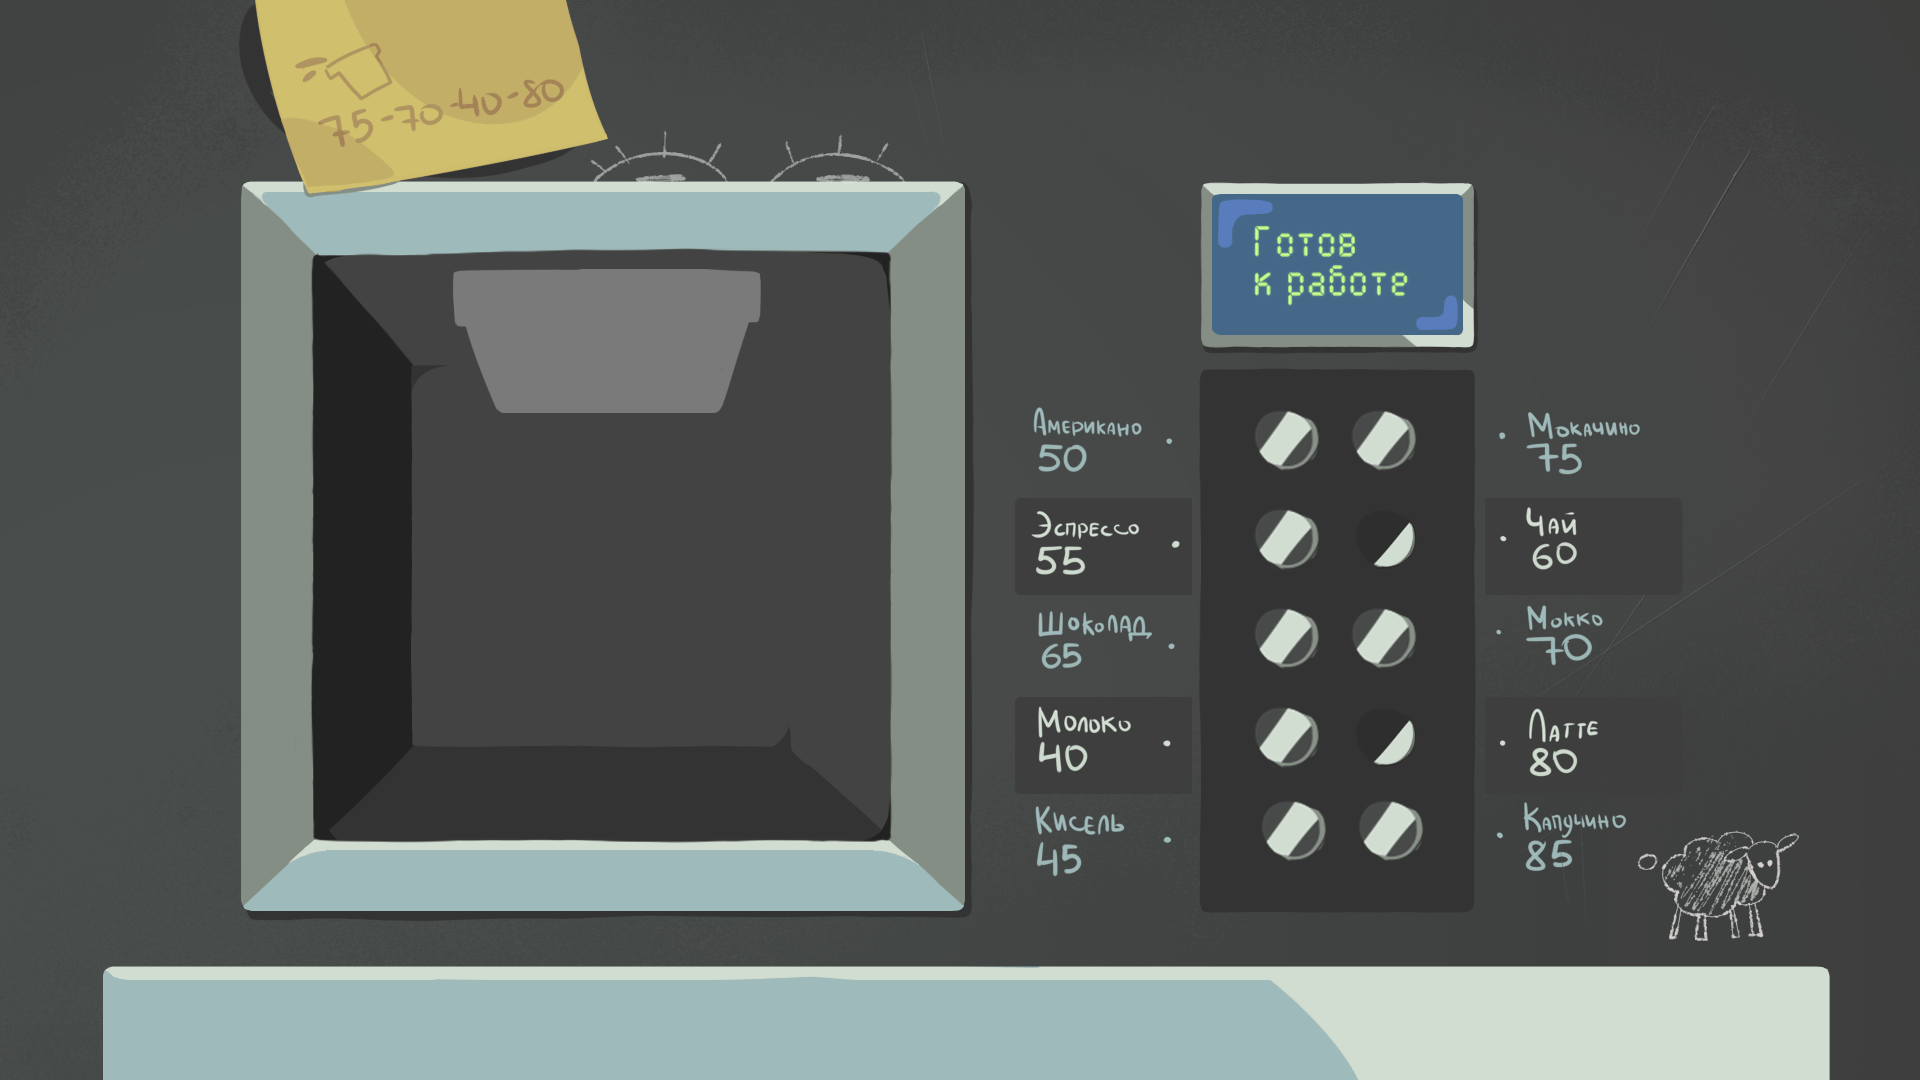 75-70-40-80
Готов
к работе
Американо
50
Эспрессо
55
Шоколад
65
Молоко
40
Кисель
45
Мокачино
75
Чай
60
Мокко
70
Латте
80
Капучино
85